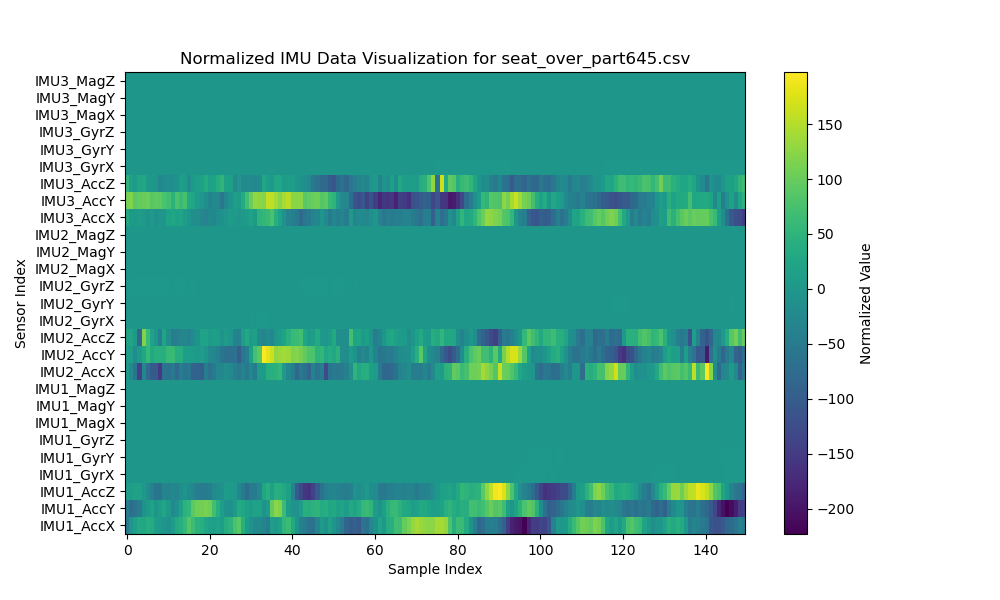 Normalized IMU Data Visualization for seat_over_part645.csv
IMU3_MagZ
IMU3_MagY
IMU3_MagX
IMU3_GyrZ
IMU3_GyrY
IMU3_GyrX
IMU3_AccZ
IMU3_AccY
IMU3_AccX
IMU2_MagZ
IMU2_MagY
IMU2_MagX
IMU2_GyrZ
IMU2_GyrY
IMU2_GyrX
IMU2_AccZ
IMU2_AccY
IMU2_AccX
IMU1_MagZ
IMU1_MagY
IMU1_MagX
IMU1_GyrZ
IMU1_GyrY
IMU1_GyrX
IMU1_AccZ
IMU1_AccY
IMU1_AccX
Sensor Index
0 20 40 60 80 100 120 140
Sample Index
150
100
50
0
−50
−100
−150
−200
Normalized Value